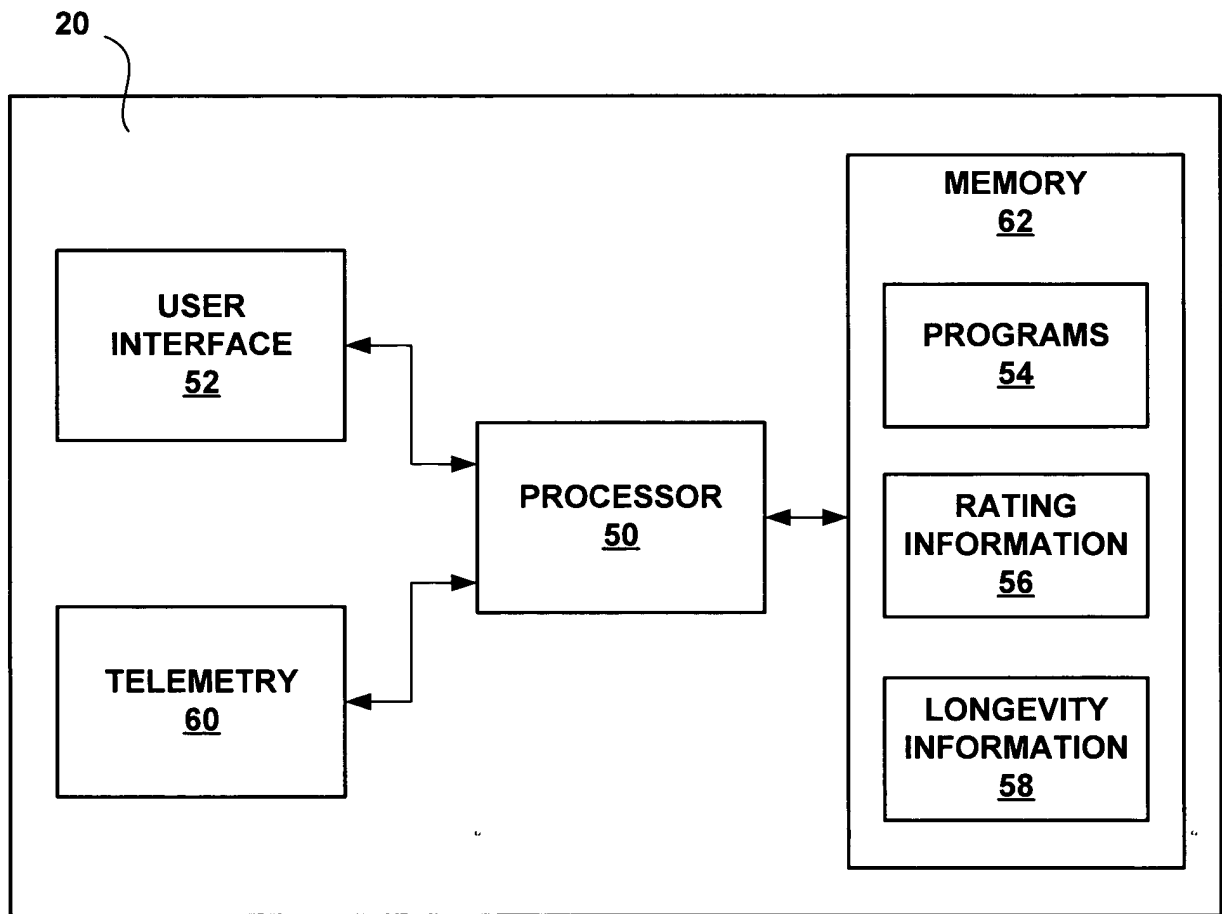 20
MEMORY
62
USER
INTERFACE
52
PROGRAMS
54
PROCESSOR
50
RATING
INFORMATION
56
TELEMETRY
60
LONGEVITY
INFORMATION
58